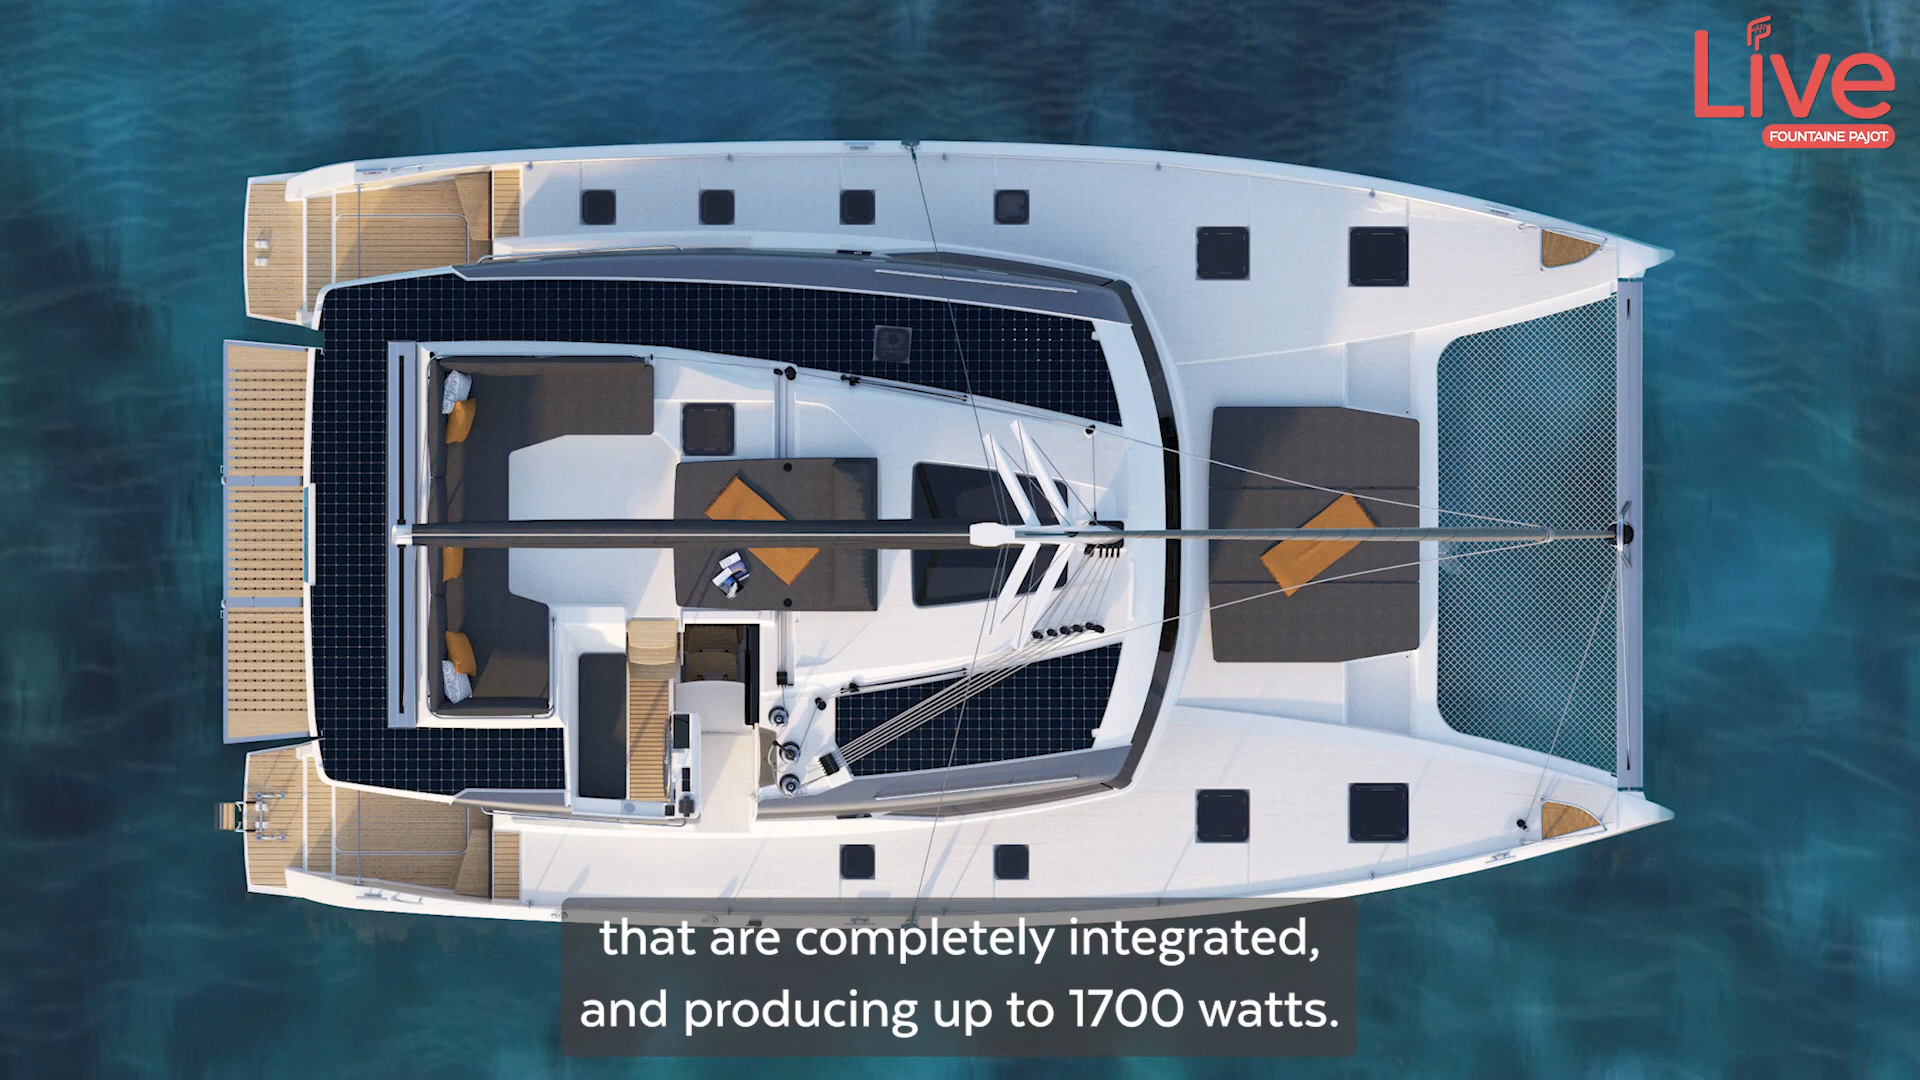 Live
FOUNTAINE PAJOT
that are completely integrated,
and producing up to 1700 watts.